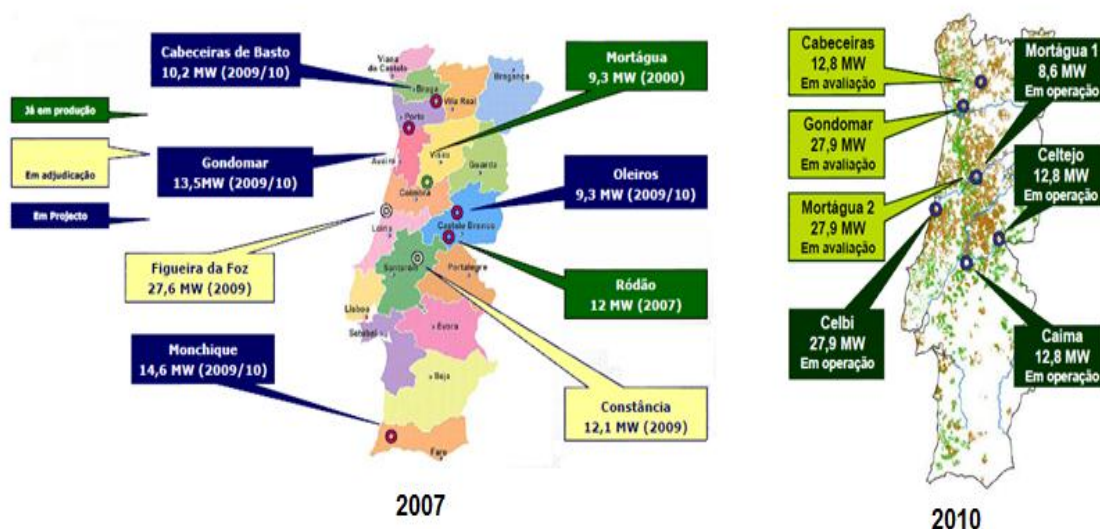 Cabeceiras de Basto
10,2 MW (2009/10)
Mortágua
9,3 MW (2000)
Já em produção
Em adjudicação
Em Projecto
Gondomar
13,5MW (2009/10)
Oleiros
9,3 MW (2009/10)
Figueira da Foz
27,6 MW (2009)
Ródão
12 MW (2007)
Monchique
14,6 MW (2009/10)
Constância
12,1 MW (2009)
Viana
do Castelo
Braga
Bragança
Vila Real
Porto
Aveiro
Viseu
Guarda
Coimbra
Castelo Branco
Leiria
Santarém
Portalegre
Lisboa
Setúbal
Évora
Beja
Faro
2007
Cabeceiras
12,8 MW
Em avaliação
Mortágua 1
8,6 MW
Em operação
Gondomar
27,9 MW
Em avaliação
Celtejo
12,8 MW
Em operação
Mortágua 2
27,9 MW
Em avaliação
Celbi
27,9 MW
Em operação
Caima
12,8 MW
Em operação
2010